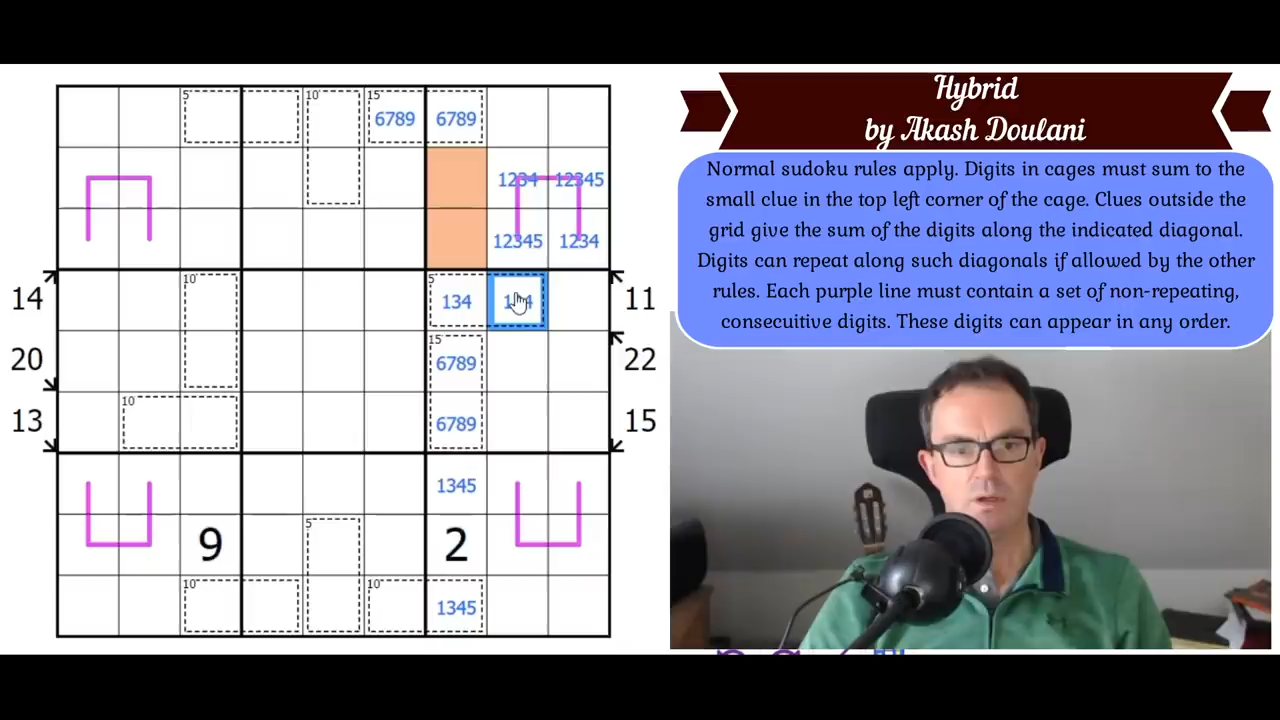 Hybrid
by Akash Doulani
Normal sudoku rules apply. Digits in cages must sum to the
small clue in the top left corner of the cage. Clues outside the
grid give the sum of the digits along the indicated diagonal.
Digits can repeat along such diagonals if allowed by the other
rules. Each purple line must contain a set of non-repeating,
consecuitive digits. These digits can appear in any order.
5 10 15
6789 6789
1234 12345
12345 1234
14 10 5 134 11
20 15 6789 22
13 10 6789 15
1345
9 5 2
10 10 1345